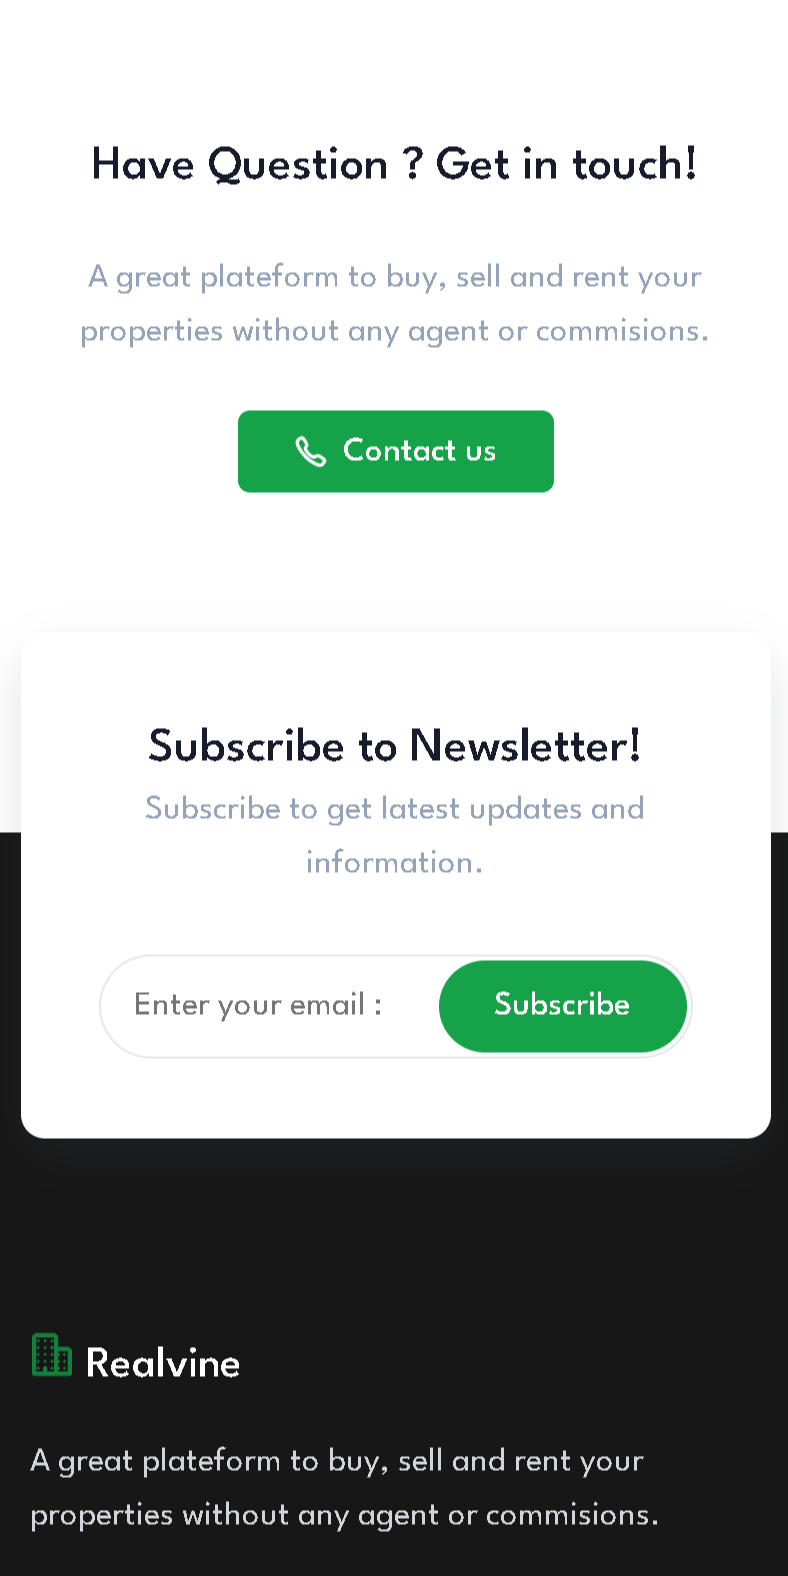 Have Question ? Get in touch!
A great plateform to buy, sell and rent your
properties without any agent or commisions.
Contact us
Subscribe to Newsletter!
Subscribe to get latest updates and
information.
Enter your email :
Subscribe
Realvine
A great plateform to buy, sell and rent your
properties without any agent or commisions.